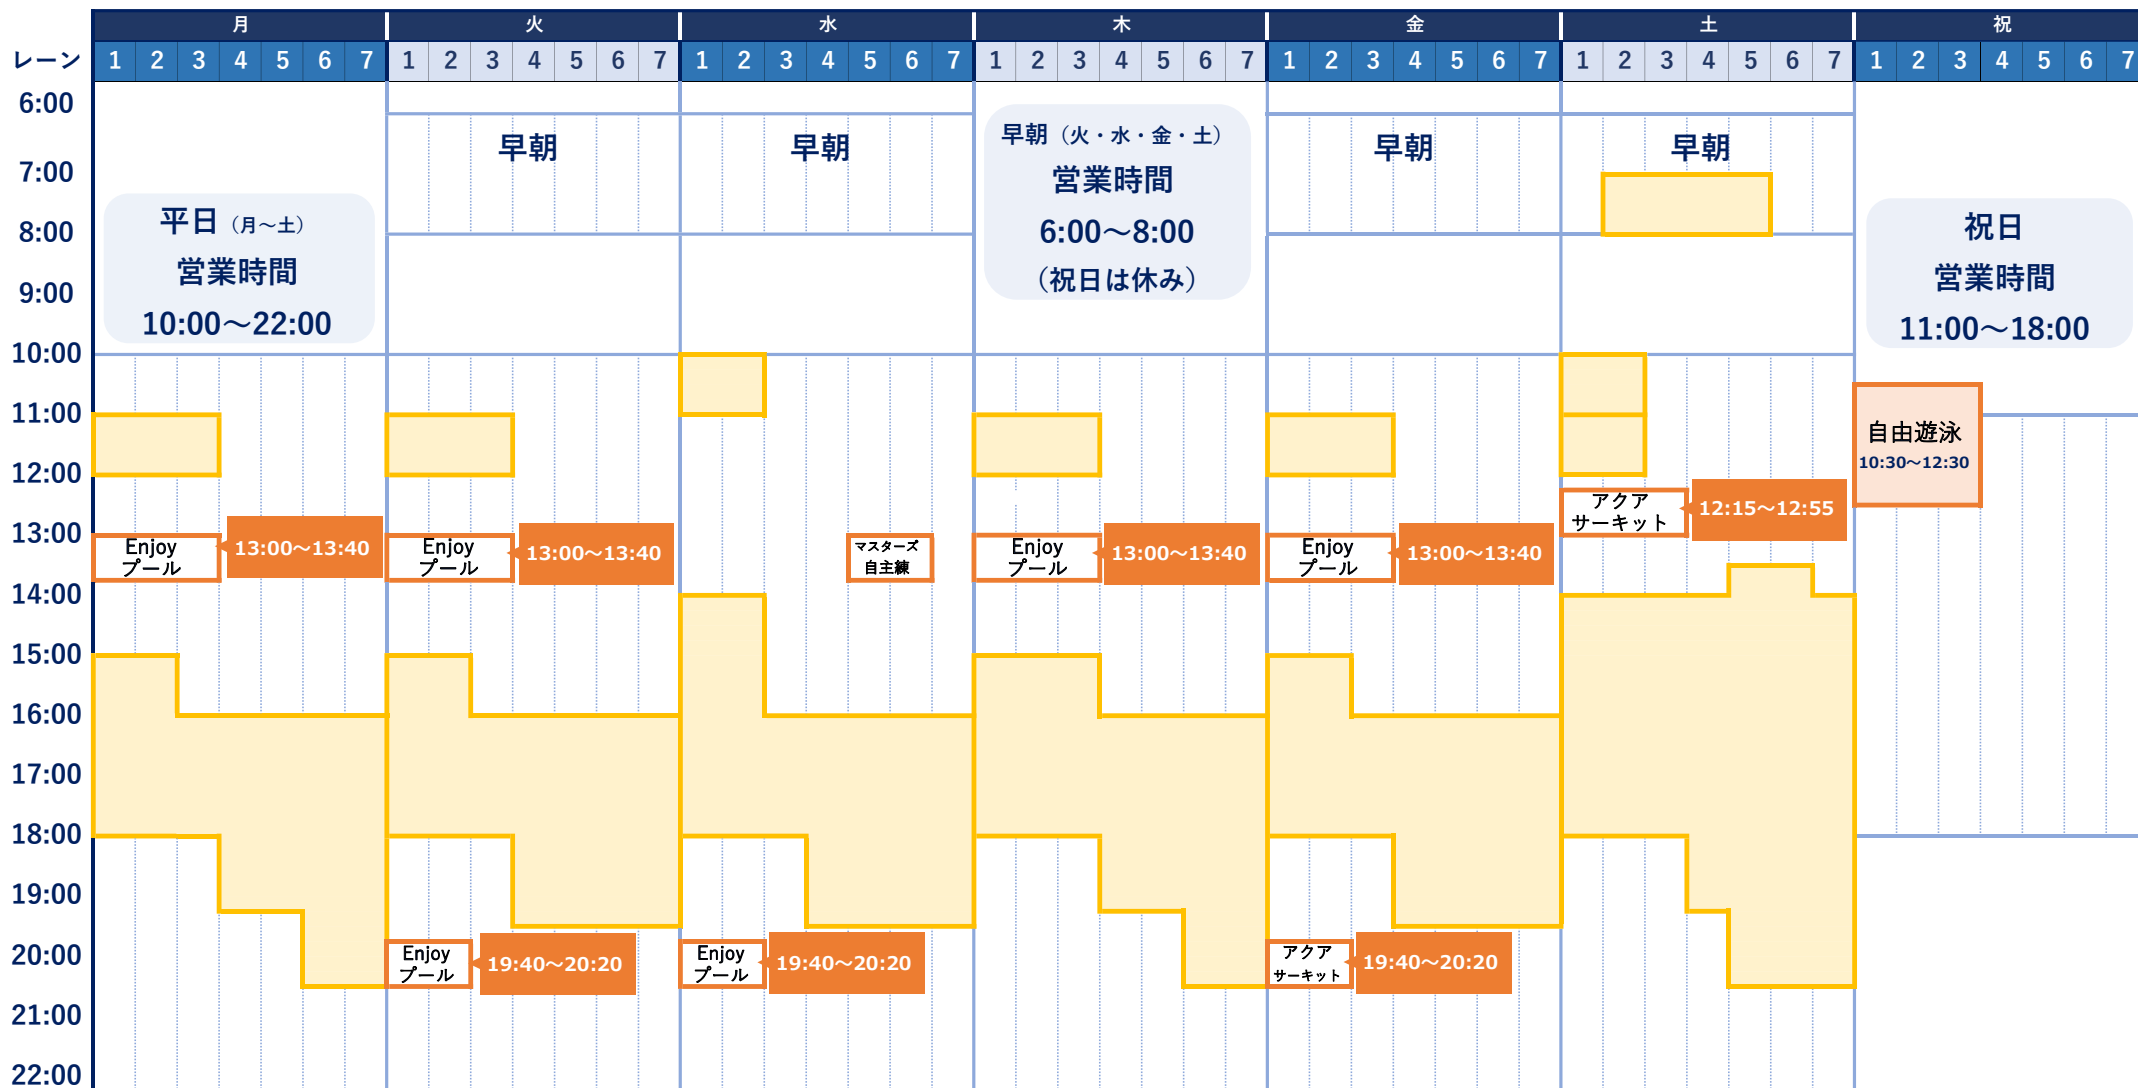 月 火 水 木 金 土 祝
レーン 1 2 3 4 5 6 7 1 2 3 4 5 6 7 1 2 3 4 5 6 7 1 2 3 4 5 6 7 1 2 3 4 5 6 7 1 2 3 4 5 6 7 1 2 3 4 5 6 7
6:00
7:00
8:00
9:00
10:00
11:00
12:00
13:00
14:00
15:00
16:00
17:00
18:00
19:00
20:00
21:00
22:00
平日（月～土）
営業時間
10:00～22:00
Enjoy
プール
13:00～13:40
早朝
Enjoy
プール
13:00～13:40
Enjoy
プール
19:40～20:20
早朝
マスターズ
自主練
Enjoy
プール
19:40～20:20
早朝（火・水・金・土）
営業時間
6:00～8:00
（祝日は休み）
Enjoy
プール
13:00～13:40
早朝
Enjoy
プール
13:00～13:40
アクア
サーキット
19:40～20:20
早朝
アクア
サーキット
12:15～12:55
祝日
営業時間
11:00～18:00
自由遊泳
10:30～12:30